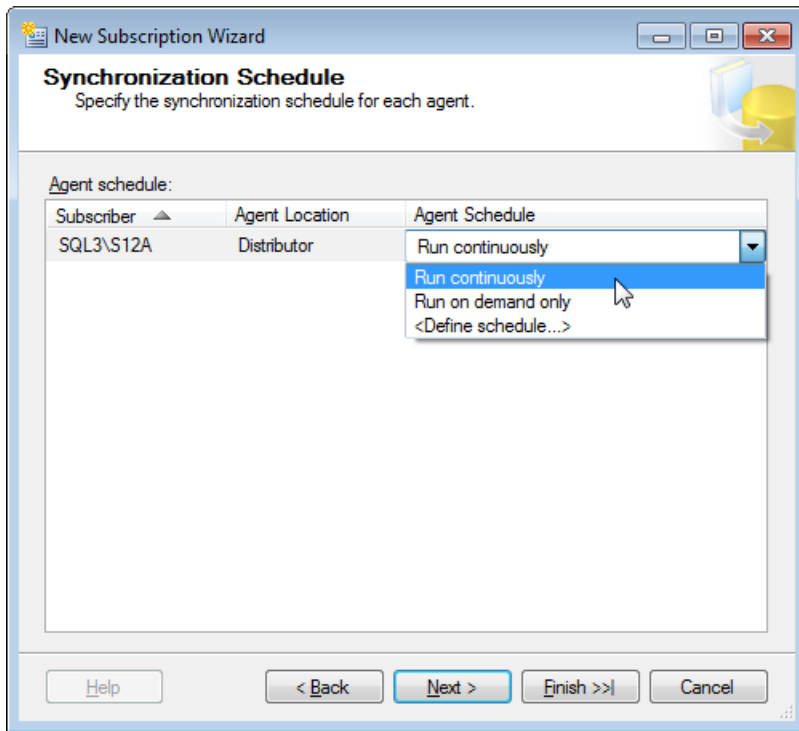 New Subscription Wizard
Synchronization Schedule
Specify the synchronization schedule for each agent.
Agent schedule:
Subscriber Agent Location Agent Schedule
SQL3\S12A Distributor Run continuously
Run continuously
Run on demand only
<Define schedule...>
Help < Back Next > Finish >>| Cancel